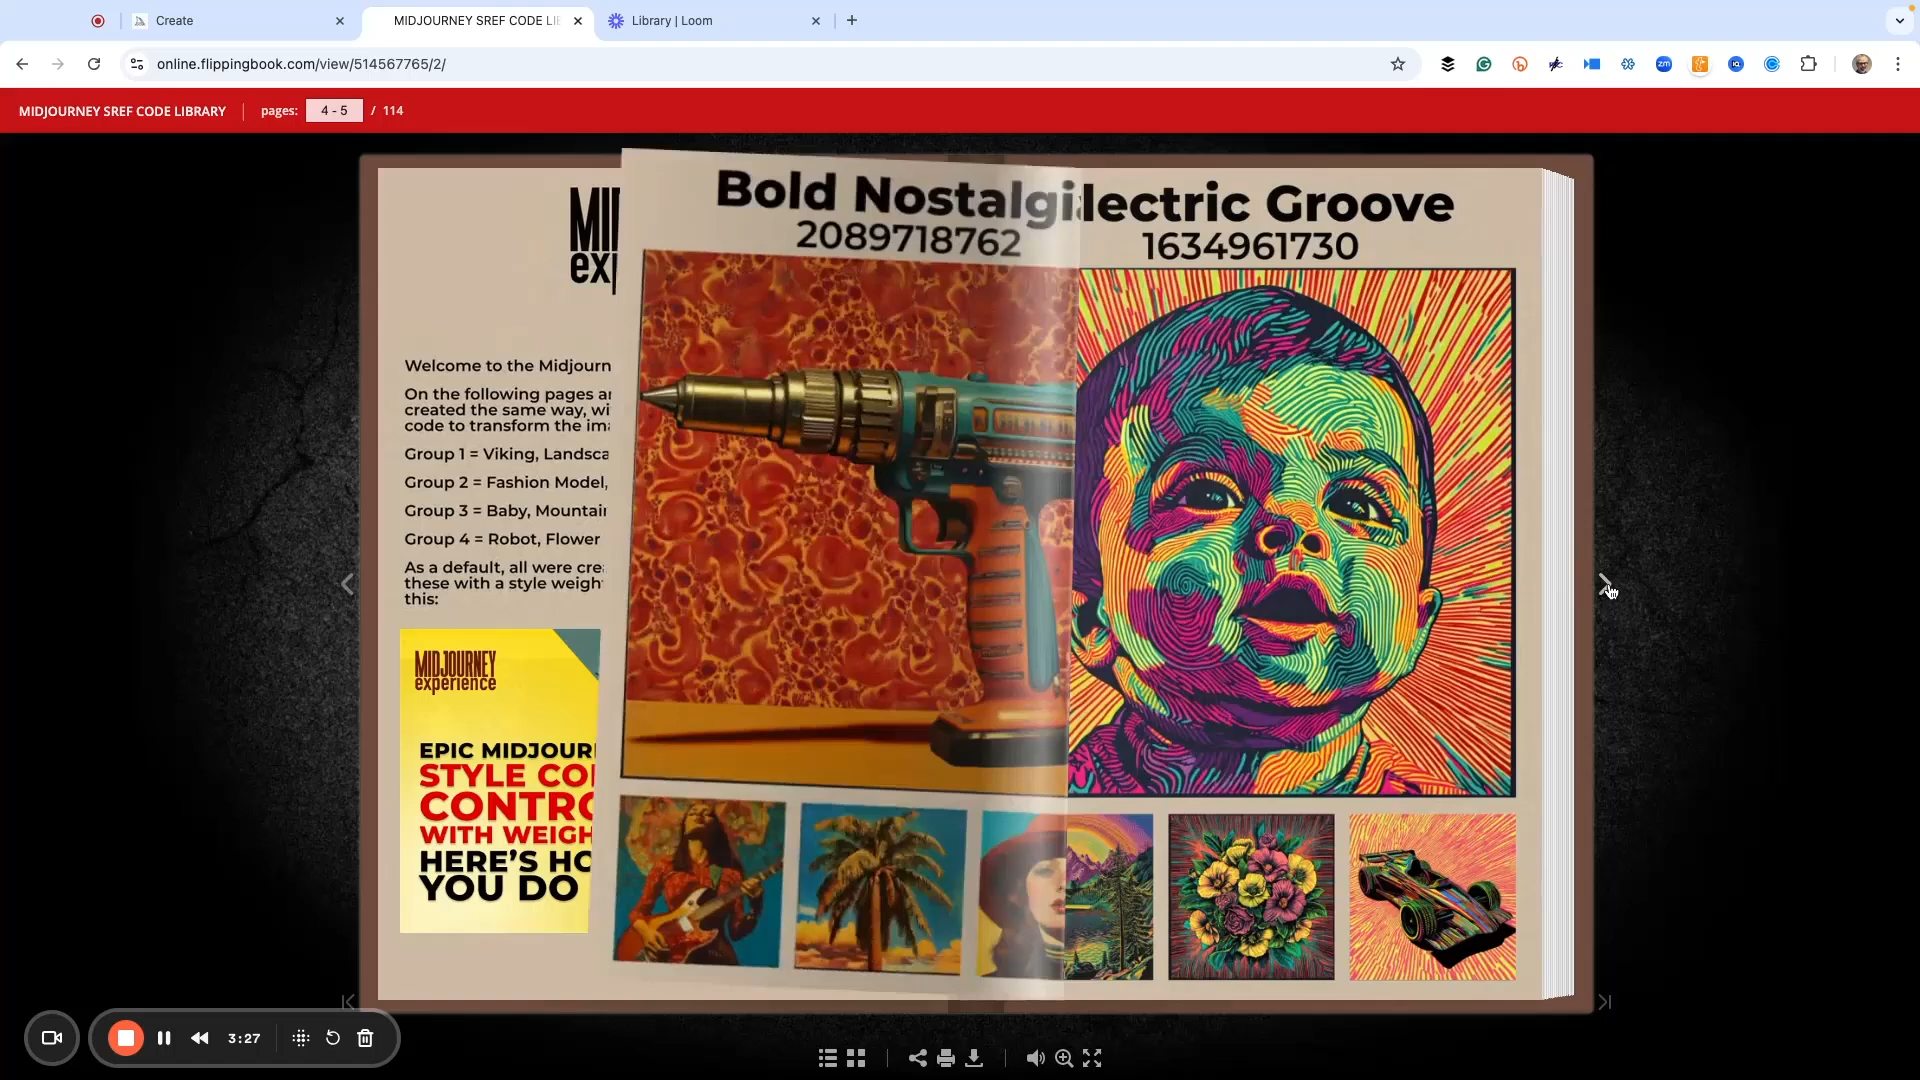 Create
MIDJOURNEY SREF CODE LI
Library | Loom
online.flippingbook.com/view/514567765/2/
MIDJOURNEY SREF CODE LIBRARY
pages:
4 - 5
/ 114
MI
exp
Welcome to the Midjourn
On the following pages
created the same way, wi
code to transform the
Group 1 = Viking, Landsca
Group 2 = Fashion Model,
Group 3 = Baby, Mountain
Group 4 = Robot, Flower
As a default, all were cre
these with a style weigh
this:
MIDJOURNEY
experience
EPIC MIDJOUR
STYLE CO
CONTRO
WITH WEIGH
HERE'S HO
YOU DO
Bold Nostalgi
2089718762
lectric Groove
1634961730
3:27